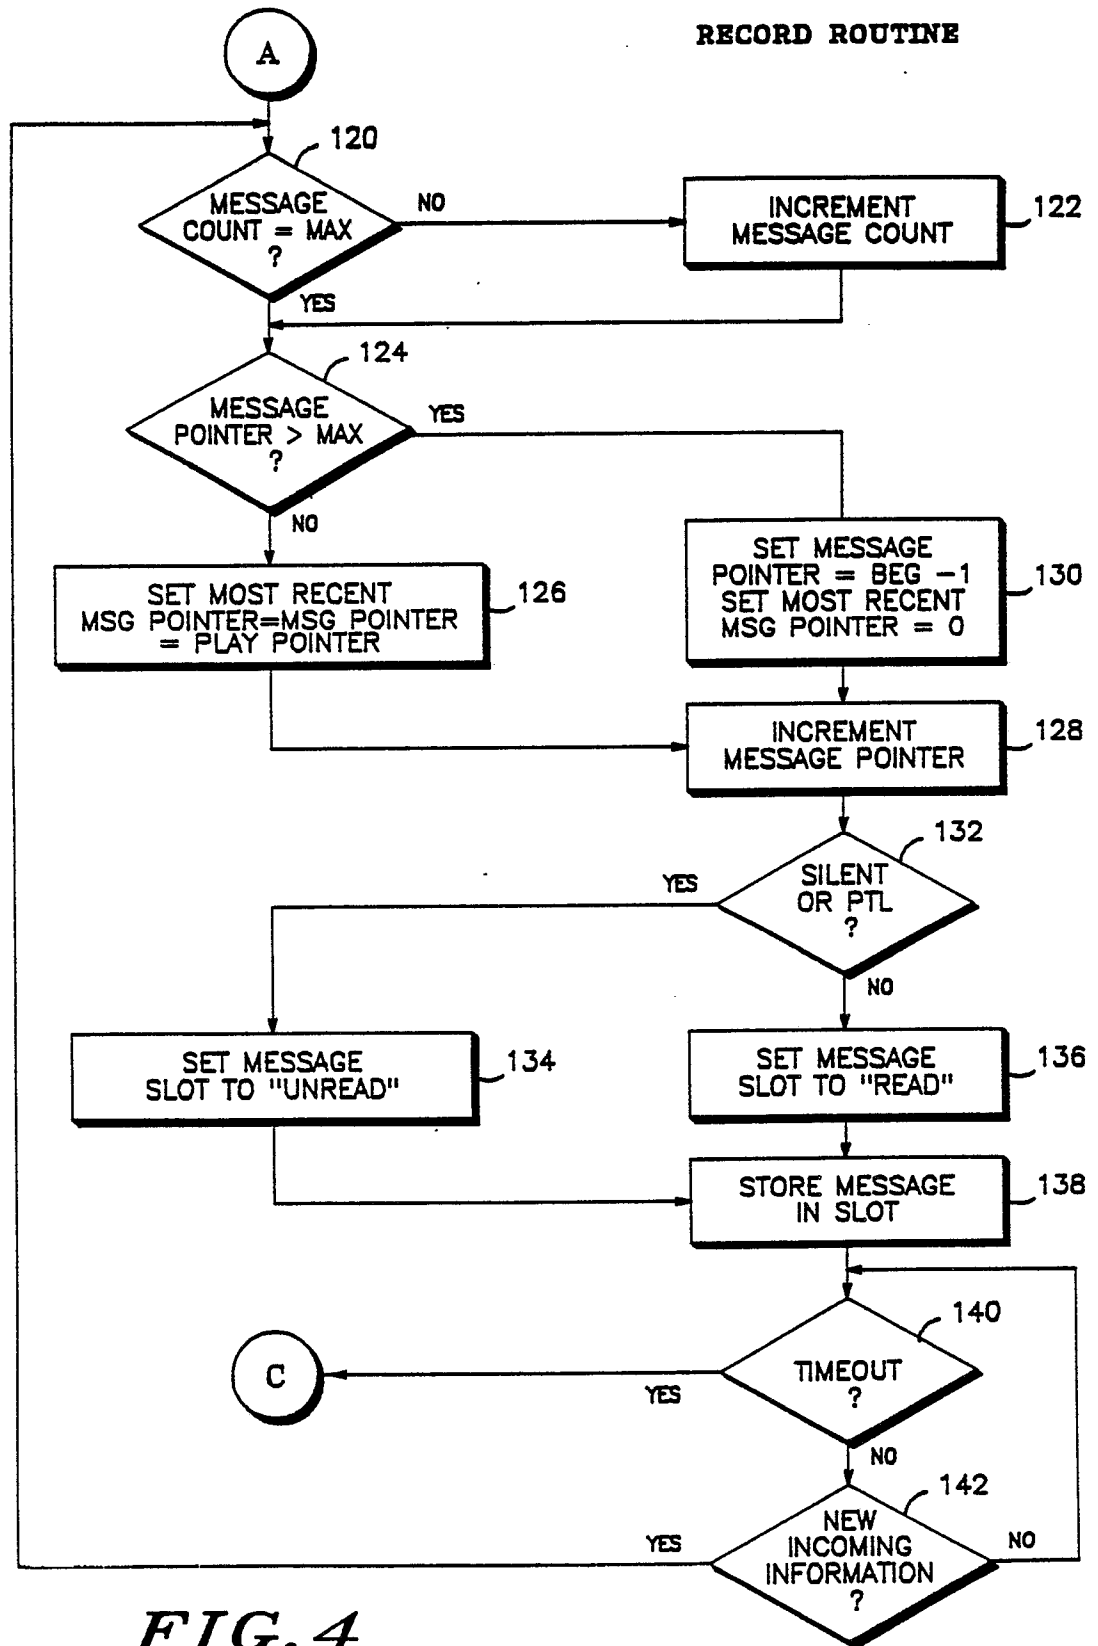 RECORD ROUTINE
A
120
MESSAGE
COUNT = MAX
?
NO
INCREMENT
MESSAGE COUNT
122
YES
124
MESSAGE
POINTER > MAX
?
YES
NO
SET MOST RECENT
MSG POINTER=MSG POINTER
= PLAY POINTER
126
SET MESSAGE
POINTER = BEG -1
SET MOST RECENT
MSG POINTER = 0
130
INCREMENT
MESSAGE POINTER
128
132
SILENT
OR PTL
?
YES
NO
SET MESSAGE
SLOT TO "UNREAD"
134
SET MESSAGE
SLOT TO "READ"
136
STORE MESSAGE
IN SLOT
138
140
TIMEOUT
?
YES
C
NO
142
NEW
INCOMING
INFORMATION
?
YES
NO
FIG. 4